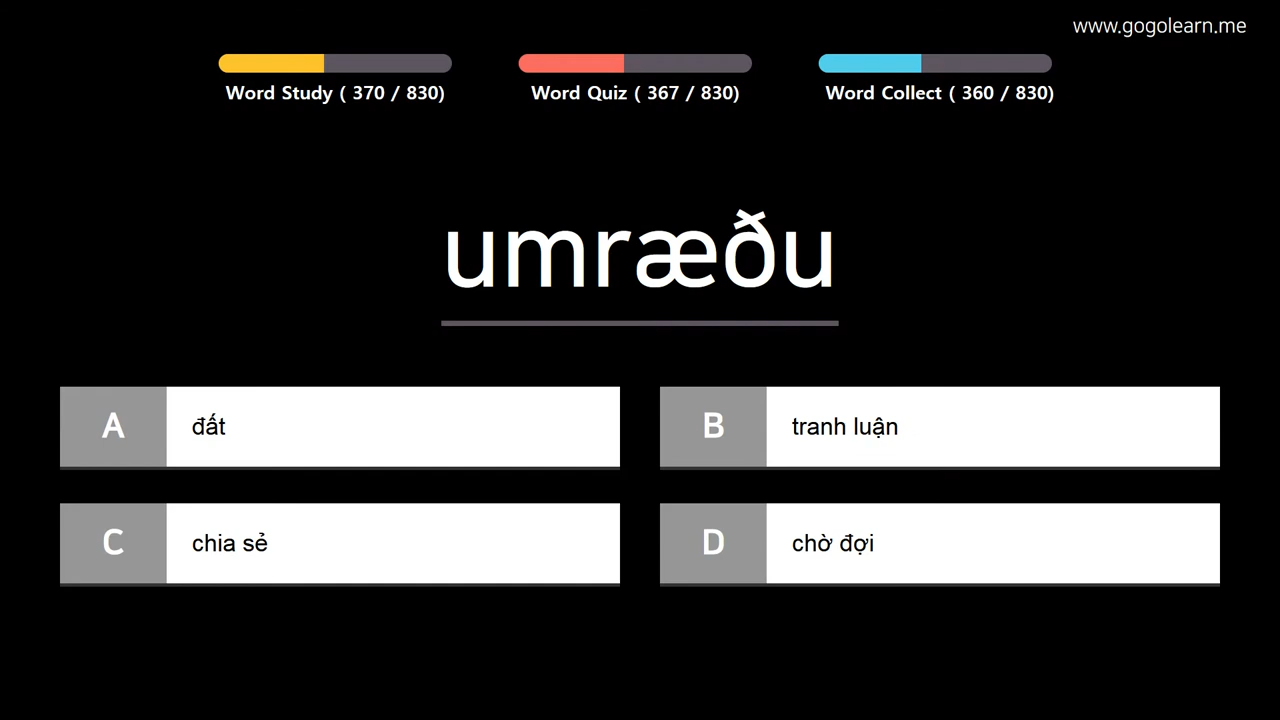 www.gogolearn.me
Word Study ( 370 / 830)
Word Quiz ( 367 / 830)
Word Collect ( 360 / 830)
umræðu
A đất
B tranh luận
C chia sẻ
D chờ đợi